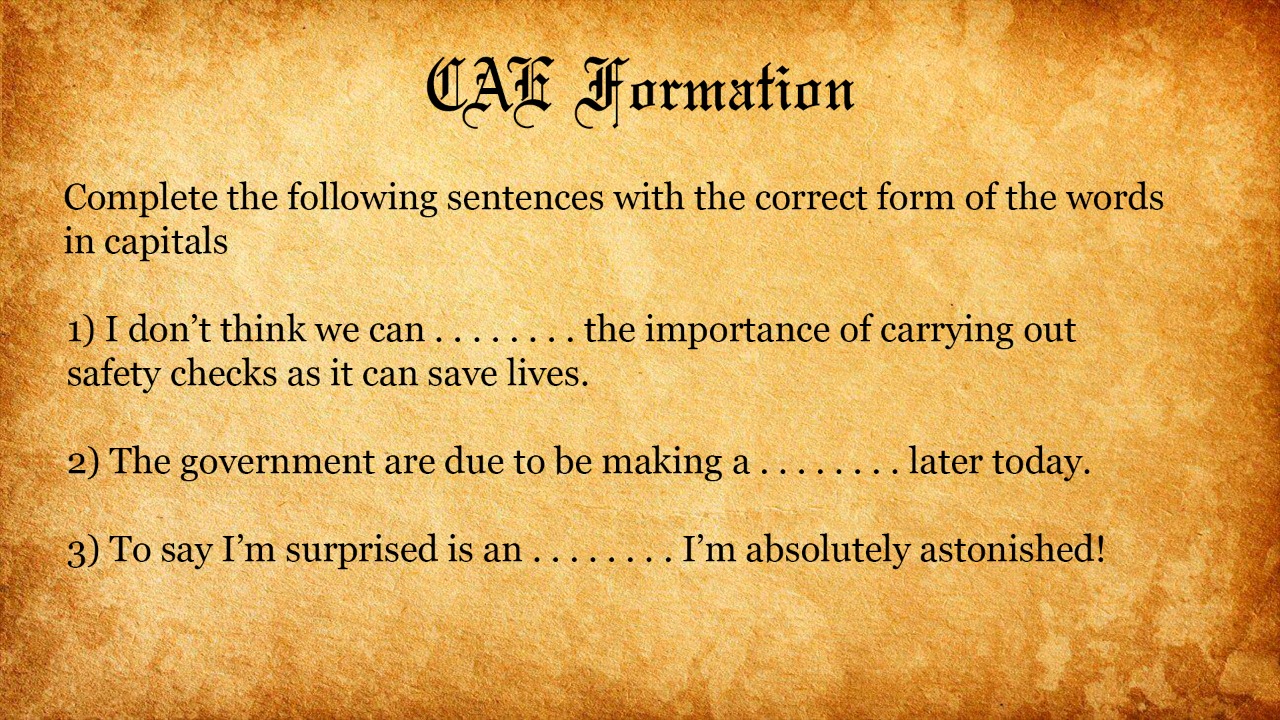 CAE Formation
Complete the following sentences with the correct form of the words
in capitals
1) I don’t think we can . . . . . . . . the importance of carrying out
safety checks as it can save lives.
2) The government are due to be making a . . . . . . . . later today.
3) To say I’m surprised is an . . . . . . . . I’m absolutely astonished!